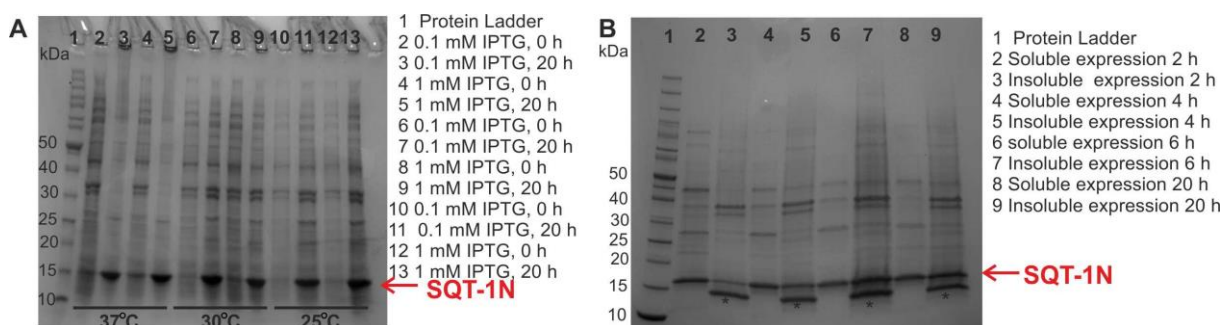 A
1 2 3 4 5 6 7 8 9 10 11 12 13
kDa
50
40
30
25
20
15
10
37°C 30°C 25°C
1 Protein Ladder
2 0.1 mM IPTG, 0 h
3 0.1 mM IPTG, 20 h
4 1 mM IPTG, 0 h
5 1 mM IPTG, 20 h
6 0.1 mM IPTG, 0 h
7 0.1 mM IPTG, 20 h
8 1 mM IPTG, 0 h
9 1 mM IPTG, 20 h
10 0.1 mM IPTG, 0 h
11 0.1 mM IPTG, 20 h
12 1 mM IPTG, 0 h
13 1 mM IPTG, 20 h
SQT-1N
B
kDa
1 2 3 4 5 6 7 8 9
50
40
30
25
20
15
10
* * * *
1 Protein Ladder
2 Soluble expression 2 h
3 Insoluble expression 2 h
4 Soluble expression 4 h
5 Insoluble expression 4 h
6 soluble expression 6 h
7 Insoluble expression 6 h
8 Soluble expression 20 h
9 Insoluble expression 20 h
SQT-1N